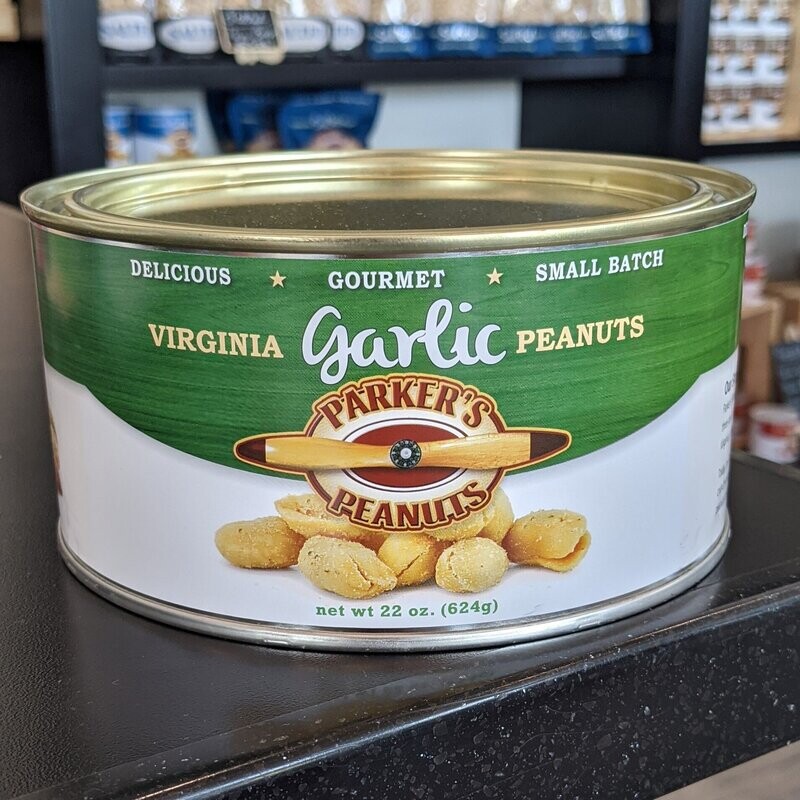 DELICIOUS ★ GOURMET ★ SMALL BATCH
VIRGINIA Garlic PEANUTS
PARKER'S
PEANUTS
net wt 22 oz. (624g)